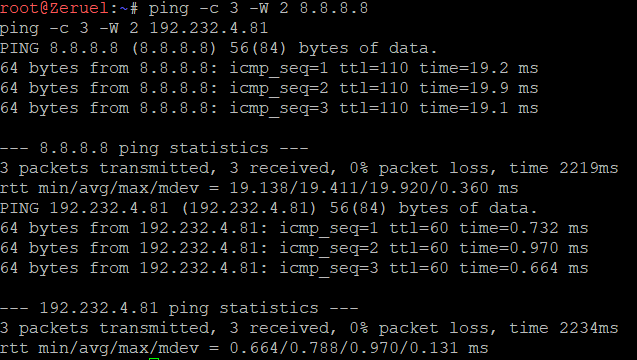 root@Zeruel:~# ping -c 3 -W 2 8.8.8.8
ping -c 3 -W 2 192.232.4.81
PING 8.8.8.8 (8.8.8.8) 56(84) bytes of data.
64 bytes from 8.8.8.8: icmp_seq=1 ttl=110 time=19.2 ms
64 bytes from 8.8.8.8: icmp_seq=2 ttl=110 time=19.9 ms
64 bytes from 8.8.8.8: icmp_seq=3 ttl=110 time=19.1 ms
--- 8.8.8.8 ping statistics ---
3 packets transmitted, 3 received, 0% packet loss, time 2219ms
rtt min/avg/max/mdev = 19.138/19.411/19.920/0.360 ms
PING 192.232.4.81 (192.232.4.81) 56(84) bytes of data.
64 bytes from 192.232.4.81: icmp_seq=1 ttl=60 time=0.732 ms
64 bytes from 192.232.4.81: icmp_seq=2 ttl=60 time=0.970 ms
64 bytes from 192.232.4.81: icmp_seq=3 ttl=60 time=0.664 ms
--- 192.232.4.81 ping statistics ---
3 packets transmitted, 3 received, 0% packet loss, time 2234ms
rtt min/avg/max/mdev = 0.664/0.788/0.970/0.131 ms